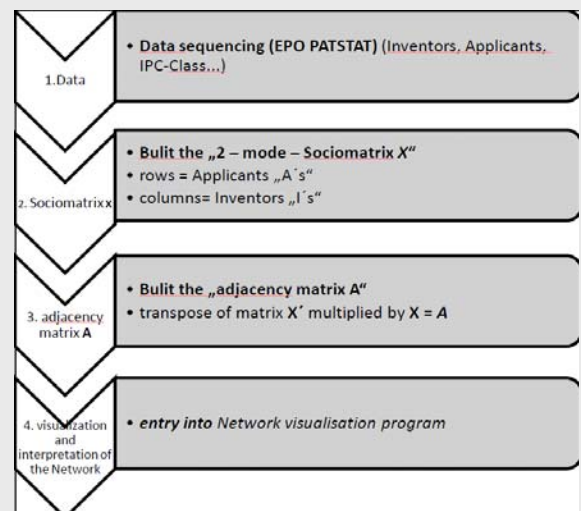 1.Data
• Data sequencing (EPO PATSTAT) (Inventors, Applicants,
IPC-Class...)
2. Sociomatrix x
• Bulit the „2 – mode – Sociomatrix X“
• rows = Applicants „A´s“
• columns= Inventors „I´s“
3. adjacency
matrix A
• Bulit the „adjacency matrix A“
• transpose of matrix X´ multiplied by X = A
4. visualization
and
interpretation of
the Network
• entry into Network visualisation program